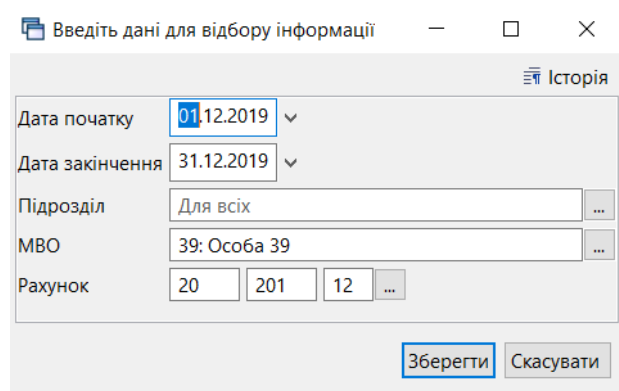 Введіть дані для відбору інформації
Історія
Дата початку 01.12.2019
Дата закінчення 31.12.2019
Підрозділ Для всіх ...
МВО 39: Особа 39 ...
Рахунок 20 201 12 ...
Зберегти Скасувати